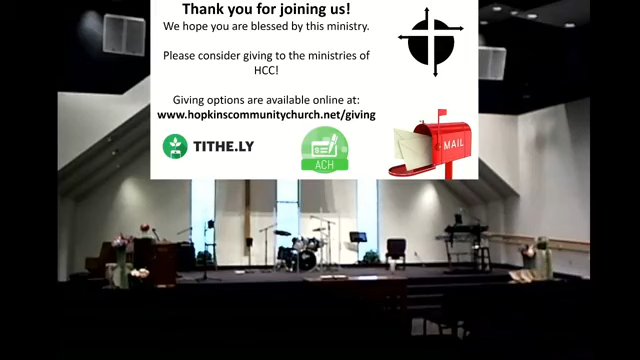 Thank you for joining us!
We hope you are blessed by this ministry.
Please consider giving to the ministries of
HCC!
Giving options are available online at:
www.hopkinscommunitychurch.net/giving
TITHE.LY
ACH
MAIL